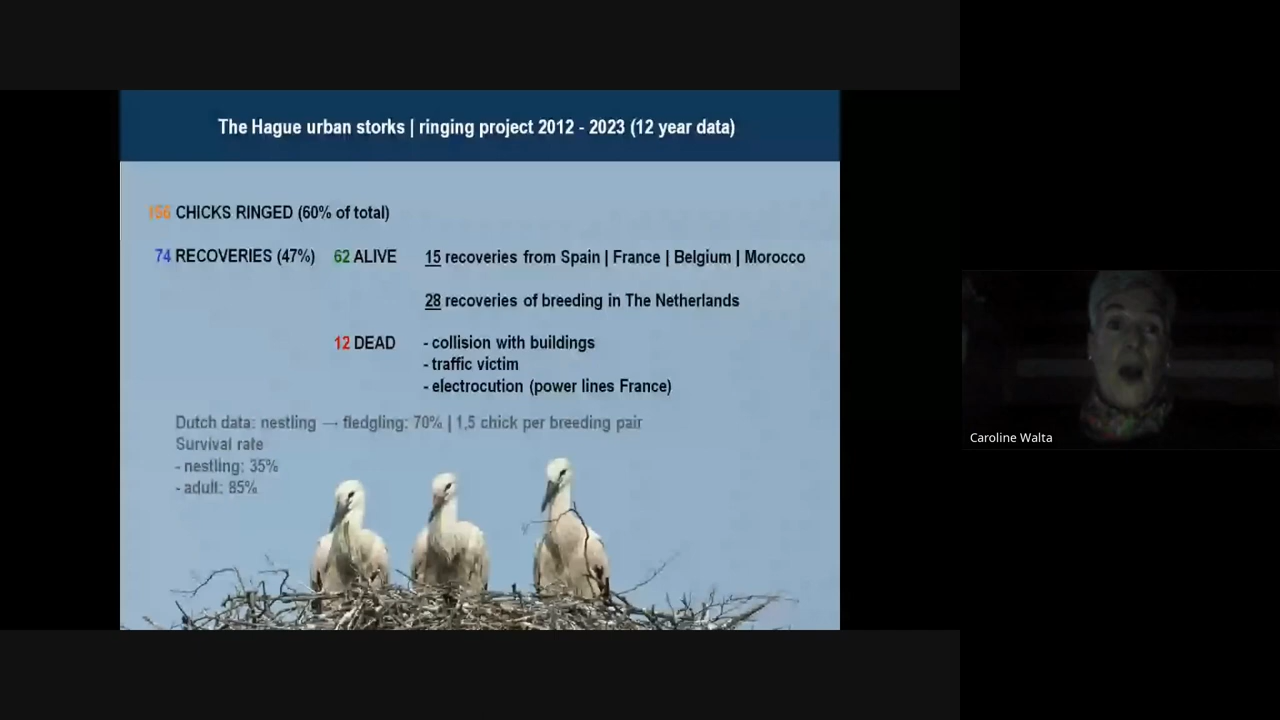 The Hague urban storks | ringing project 2012 - 2023 (12 year data)
156 CHICKS RINGED (60% of total)
74 RECOVERIES (47%) 62 ALIVE 15 recoveries from Spain | France | Belgium | Morocco
28 recoveries of breeding in The Netherlands
12 DEAD - collision with buildings
- traffic victim
- electrocution (power lines France)
Dutch data: nestling → fledgling: 70% | 1,5 chick per breeding pair
Survival rate
- nestling: 35%
- adult: 85%
Caroline Walta